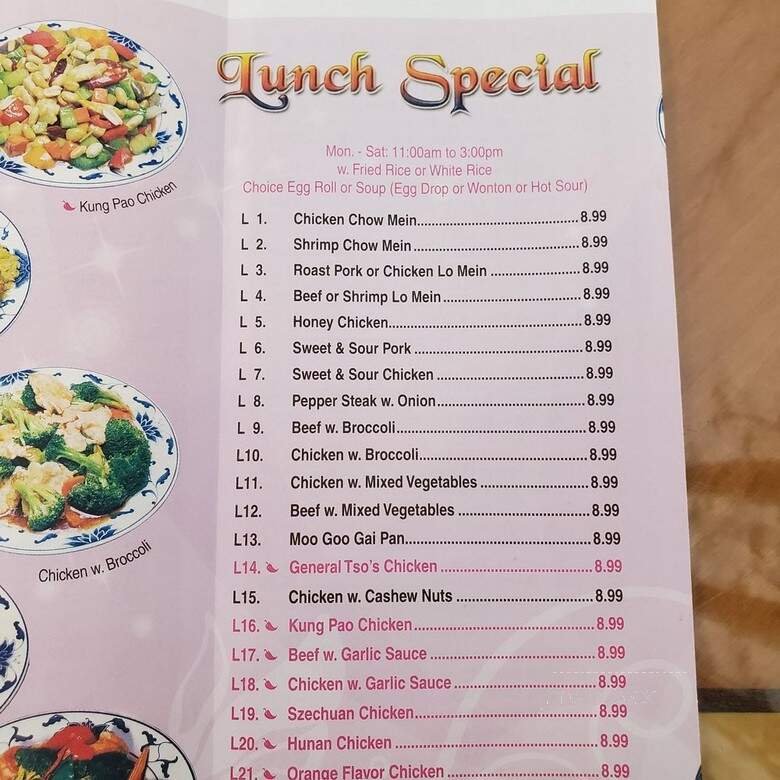 Lunch Special
Mon. - Sat: 11:00am to 3:00pm
w. Fried Rice or White Rice
Choice Egg Roll or Soup (Egg Drop or Wonton or Hot Sour)
L 1. Chicken Chow Mein 8.99
L 2. Shrimp Chow Mein 8.99
L 3. Roast Pork or Chicken Lo Mein 8.99
L 4. Beef or Shrimp Lo Mein 8.99
L 5. Honey Chicken 8.99
L 6. Sweet & Sour Pork 8.99
L 7. Sweet & Sour Chicken 8.99
L 8. Pepper Steak w. Onion 8.99
L 9. Beef w. Broccoli 8.99
L10. Chicken w. Broccoli 8.99
L11. Chicken w. Mixed Vegetables 8.99
L12. Beef w. Mixed Vegetables 8.99
L13. Moo Goo Gai Pan 8.99
L14. General Tso's Chicken 8.99
L15. Chicken w. Cashew Nuts 8.99
L16. Kung Pao Chicken 8.99
L17. Beef w. Garlic Sauce 8.99
L18. Chicken w. Garlic Sauce 8.99
L19. Szechuan Chicken 8.99
L20. Hunan Chicken 8.99
L21. Orange Flavor Chicken 8.99
Kung Pao Chicken
Chicken w. Broccoli